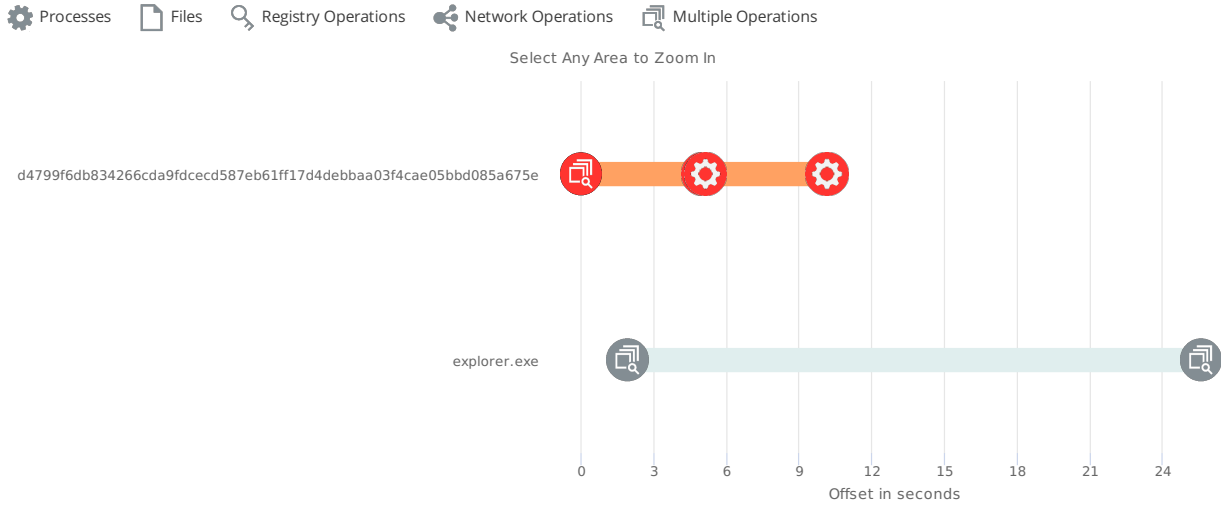 Processes Files Registry Operations Network Operations Multiple Operations
Select Any Area to Zoom In
d4799f6db834266cda9fdcecd587eb61ff17d4debbaa03f4cae05bbd085a675e
explorer.exe
0 3 6 9 12 15 18 21 24
Offset in seconds